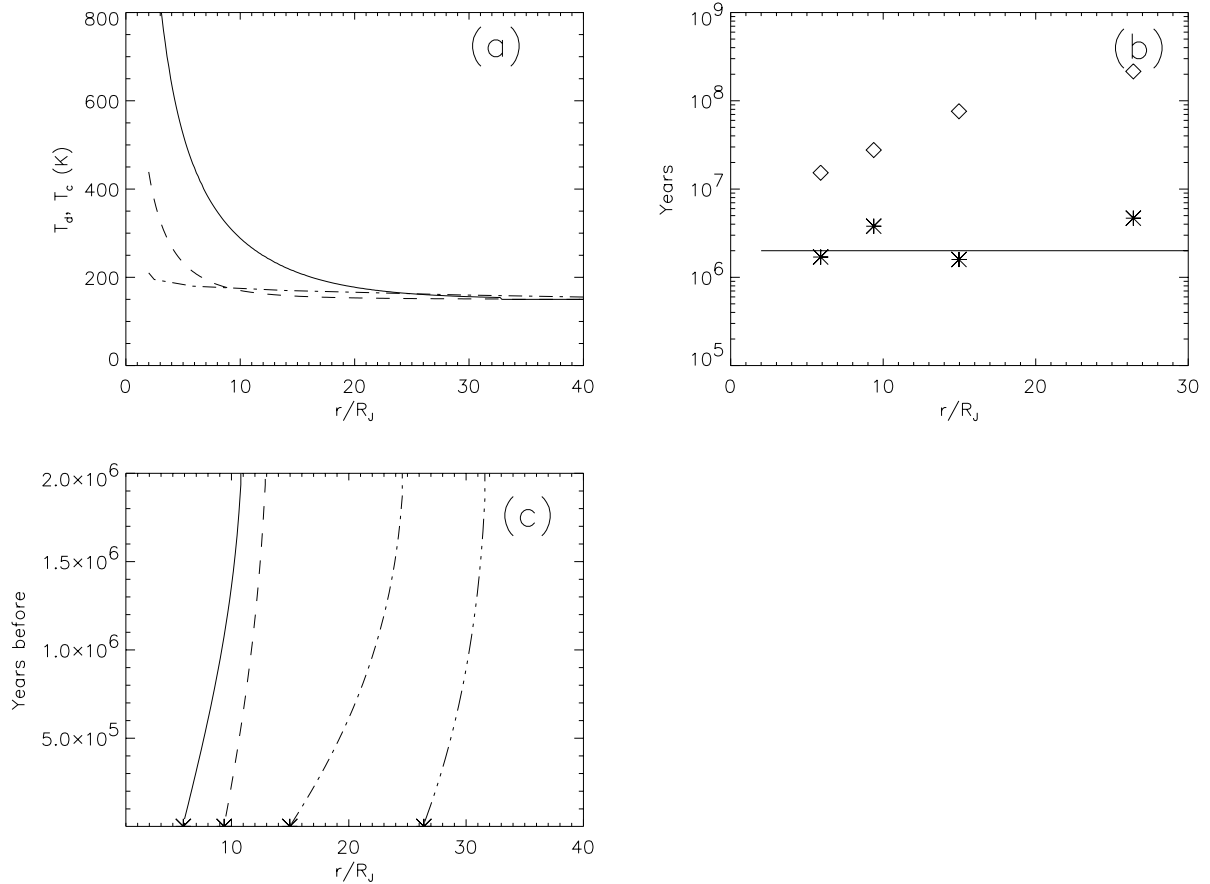 (a)
800
600
400
200
0
T_d, T_c (K)
0 10 20 30 40
r/R_J
(b)
10^9
10^8
10^7
10^6
10^5
Years
0 10 20 30
r/R_J
(c)
2.0×10^6
1.5×10^6
1.0×10^6
5.0×10^5
Years before
10 20 30 40
r/R_J